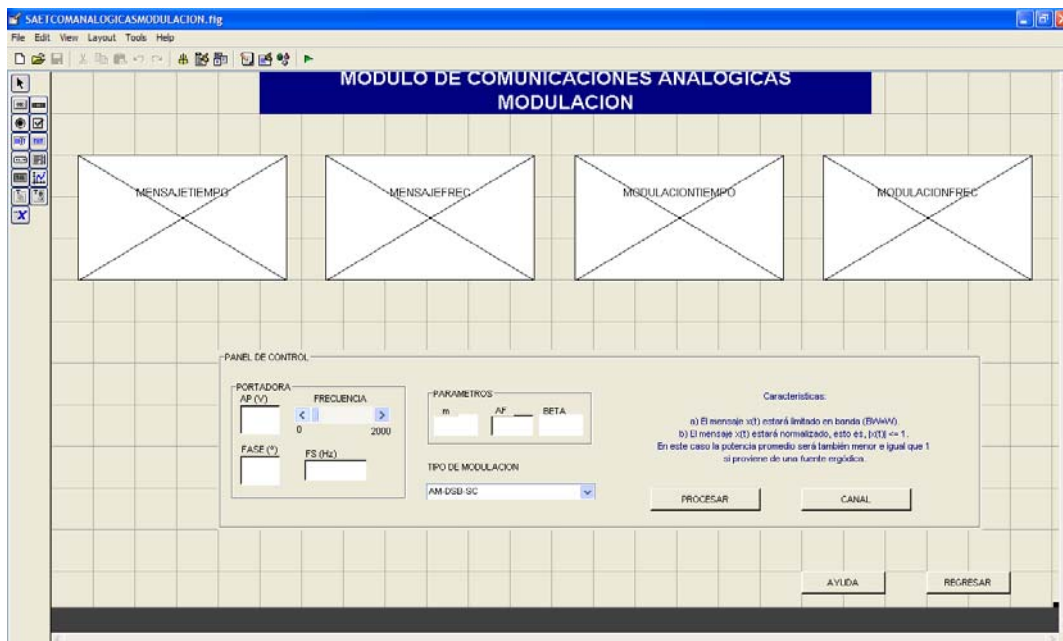 SAETCOMANALOGICASMODULACION.fig
File Edit View Layout Tools Help
MODULO DE COMUNICACIONES ANALOGICAS
MODULACION
MENSAJETIEMPO
MENSAJEFREC
MODULACIONTIEMPO
MODULACIONFREC
PANEL DE CONTROL
PORTADORA
AP (V)
FRECUENCIA
0 2000
FASE (º)
FS (Hz)
PARAMETROS
m AF BETA
TIPO DE MODULACION
AM-DSB-SC
Caracteristicas:
a) El mensaje x(t) estará limitado en banda (BW=W).
b) El mensaje x(t) estará normalizado, esto es, |x(t)| <= 1.
En este caso la potencia promedio será también menor e igual que 1
si proviene de una fuente ergódica.
PROCESAR
CANAL
AYUDA
REGRESAR